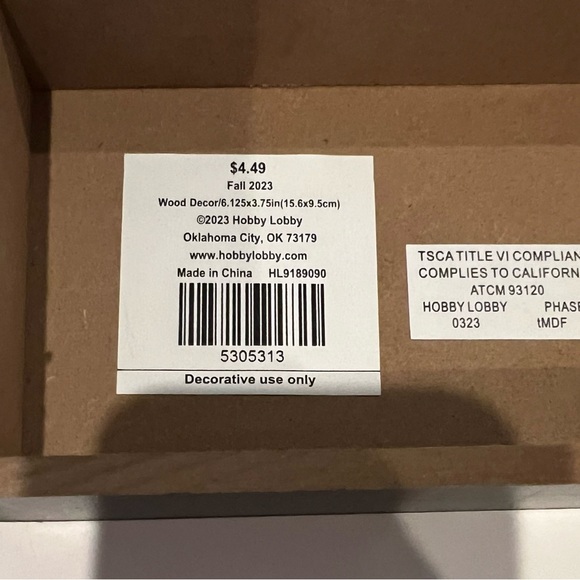 $4.49
Fall 2023
Wood Decor/6.125x3.75in(15.6x9.5cm)
©2023 Hobby Lobby
Oklahoma City, OK 73179
www.hobbylobby.com
Made in China HL9189090
5305313
Decorative use only
TSCA TITLE VI COMPLIAN
COMPLIES TO CALIFORN
ATCM 93120
HOBBY LOBBY PHASE
0323 tMDF